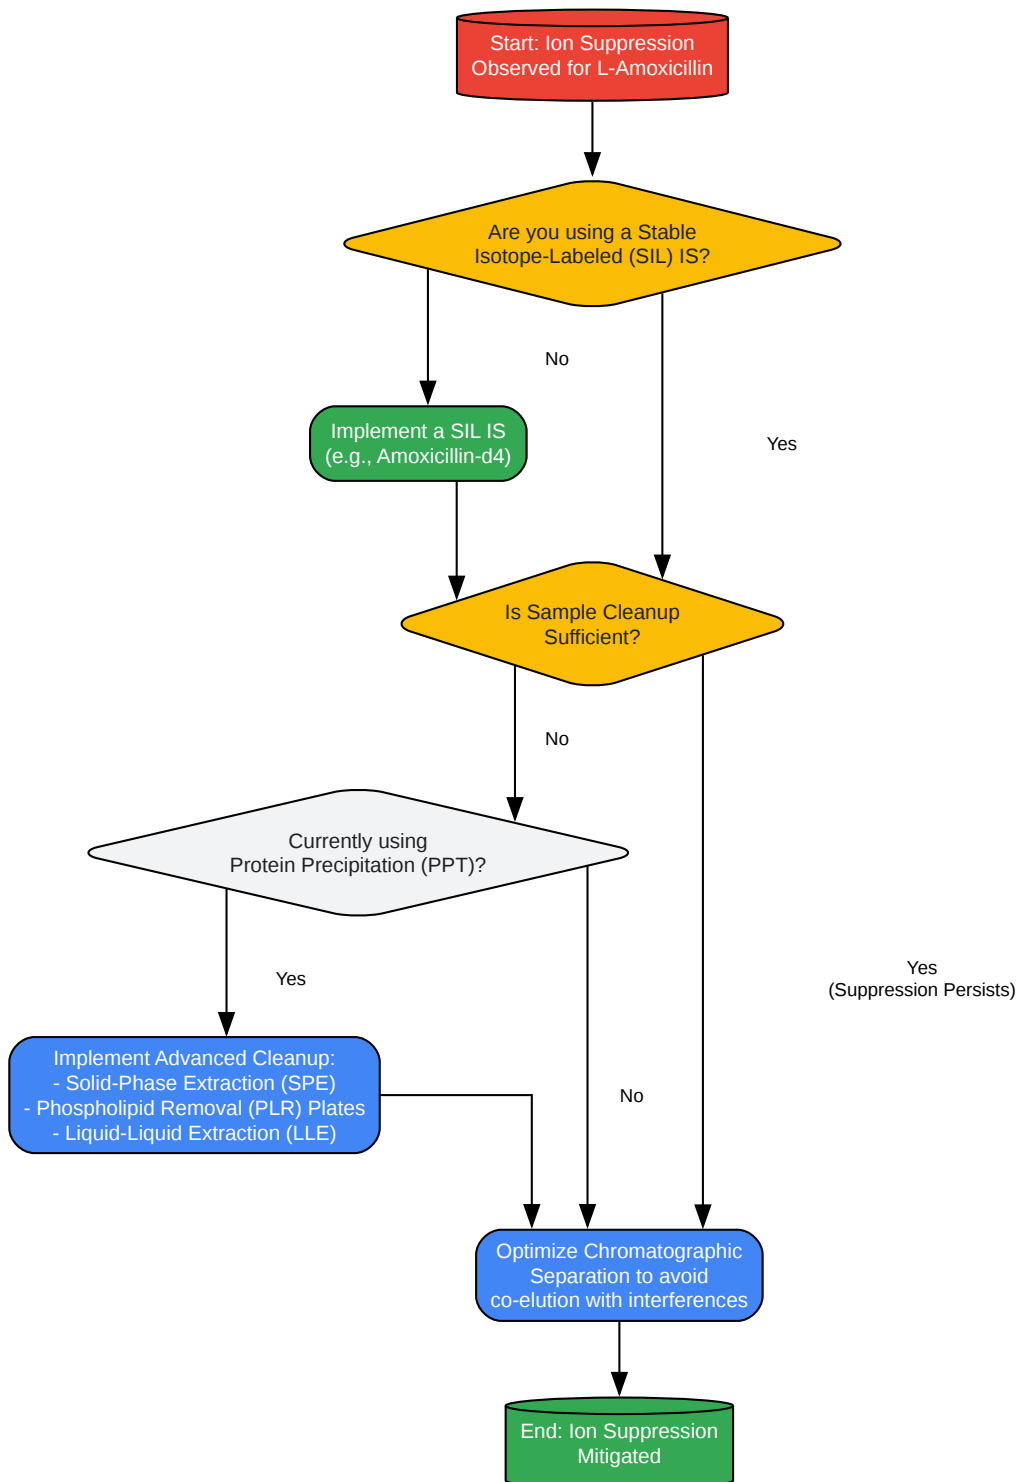 Start: Ion Suppression
Observed for L-Amoxicillin
Are you using a Stable
Isotope-Labeled (SIL) IS?
No
Implement a SIL IS
(e.g., Amoxicillin-d4)
Yes
Is Sample Cleanup
Sufficient?
No
Currently using
Protein Precipitation (PPT)?
Yes
Yes
(Suppression Persists)
Implement Advanced Cleanup:
- Solid-Phase Extraction (SPE)
- Phospholipid Removal (PLR) Plates
- Liquid-Liquid Extraction (LLE)
No
Optimize Chromatographic
Separation to avoid
co-elution with interferences
End: Ion Suppression
Mitigated